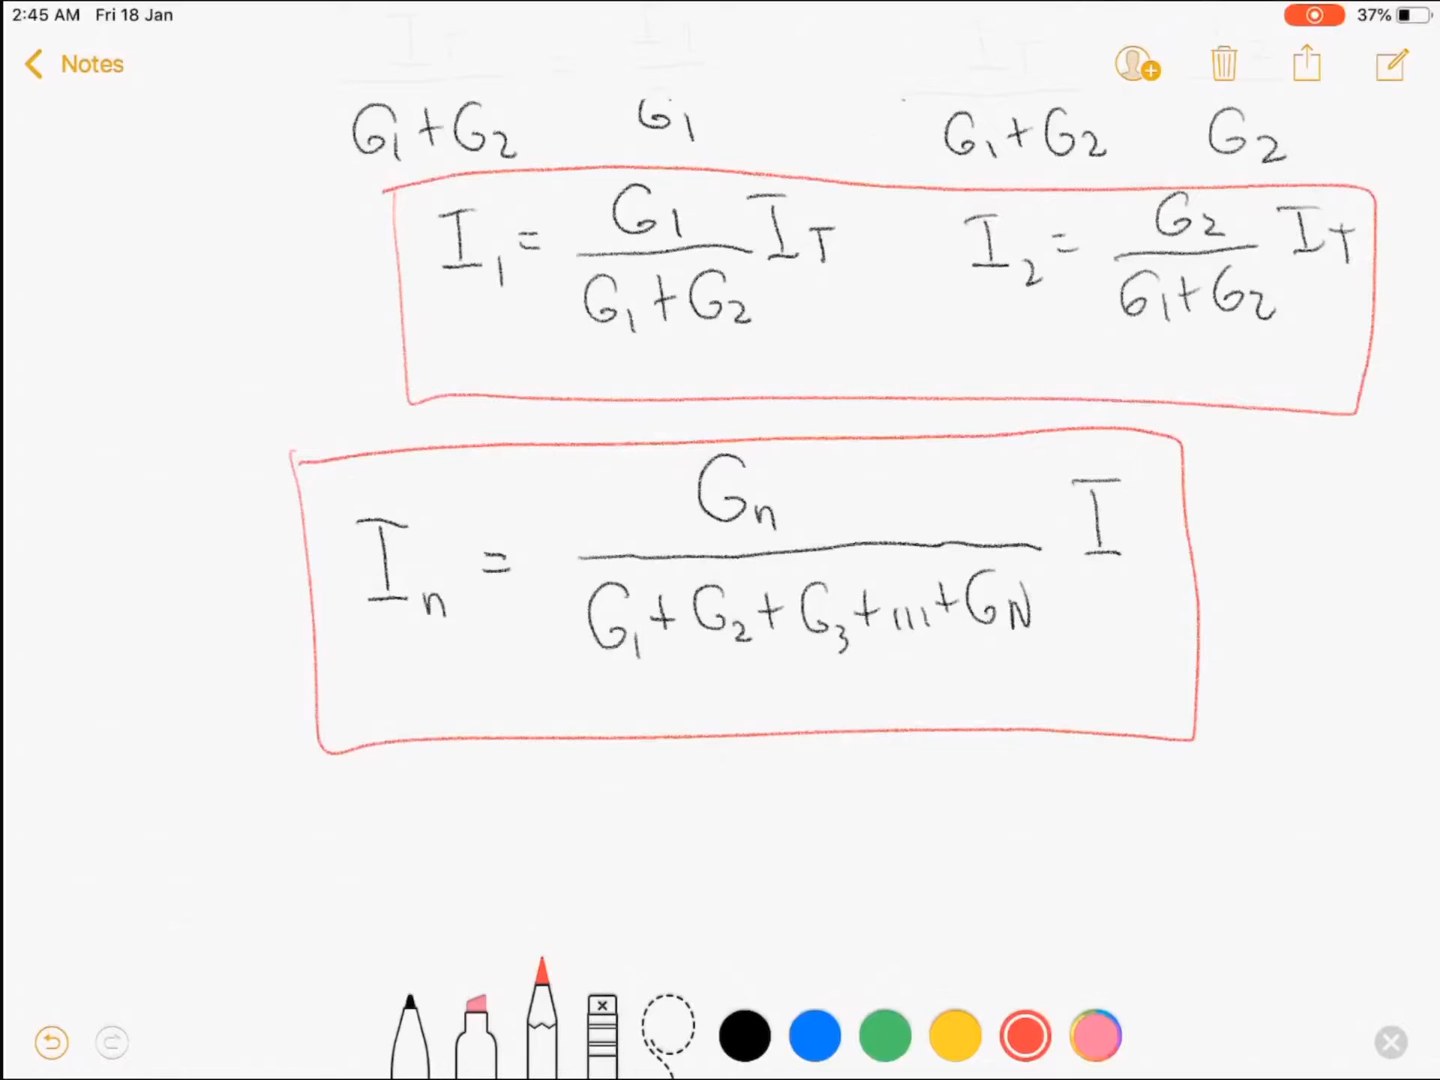 2:45 AM Fri 18 Jan 37%
Notes
G1+G2 G1 G1+G2 G2
I1 = G1/(G1+G2) IT I2 = G2/(G1+G2) IT
In = Gn/(G1+G2+G3+...+GN) I